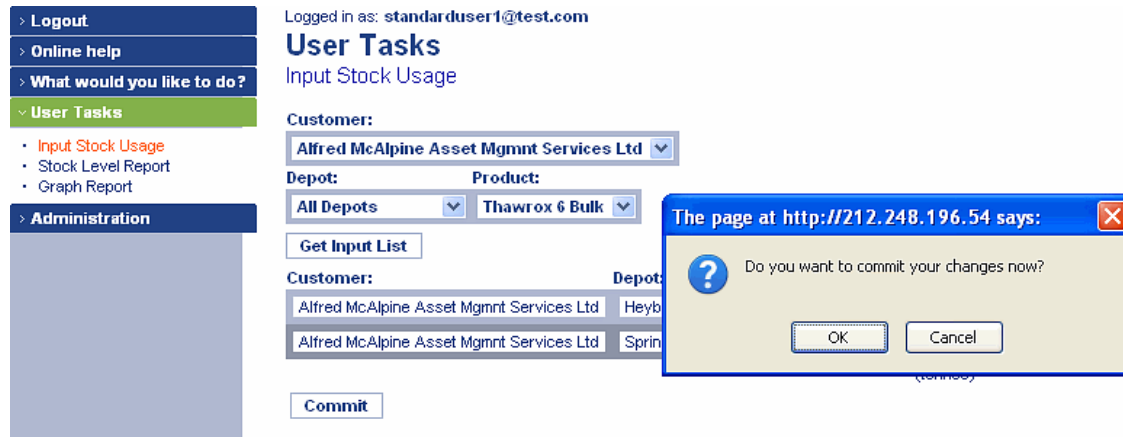 Logout
Online help
What would you like to do?
User Tasks
Input Stock Usage
Stock Level Report
Graph Report
Administration
Logged in as: standarduser1@test.com
User Tasks
Input Stock Usage
Customer:
Alfred McAlpine Asset Mgmnt Services Ltd
Depot: Product:
All Depots Thawrox 6 Bulk
Get Input List
Customer: Depot:
Alfred McAlpine Asset Mgmnt Services Ltd Heyb
Alfred McAlpine Asset Mgmnt Services Ltd Sprin
Commit
The page at http://212.248.196.54 says:
Do you want to commit your changes now?
OK Cancel